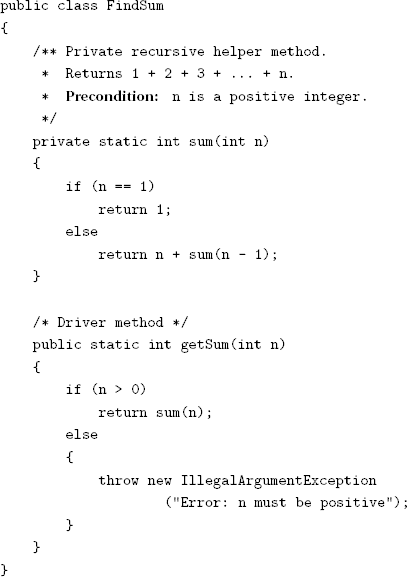 public class FindSum
{
/** Private recursive helper method.
* Returns 1 + 2 + 3 + ... + n.
* Precondition: n is a positive integer.
*/
private static int sum(int n)
{
if (n == 1)
return 1;
else
return n + sum(n - 1);
}
/* Driver method */
public static int getSum(int n)
{
if (n > 0)
return sum(n);
else
{
throw new IllegalArgumentException
("Error: n must be positive");
}
}
}